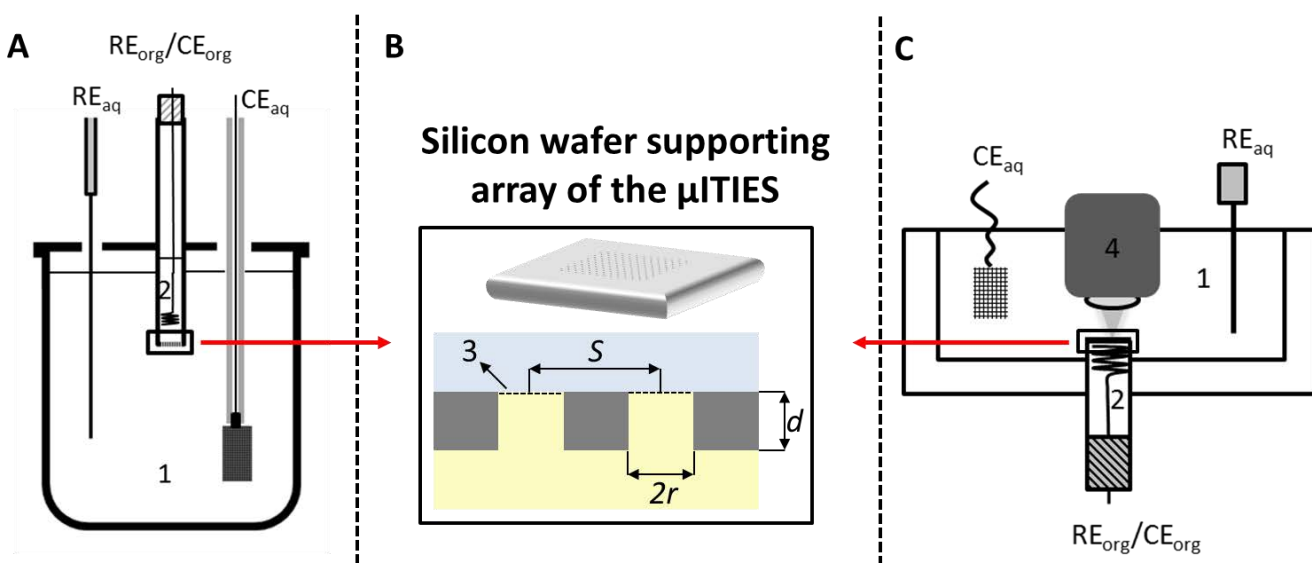 A
RE_org/CE_org
RE_aq
CE_aq
2
1
B
Silicon wafer supporting
array of the µITIES
3
S
d
2r
C
CE_aq
RE_aq
4
1
2
RE_org/CE_org